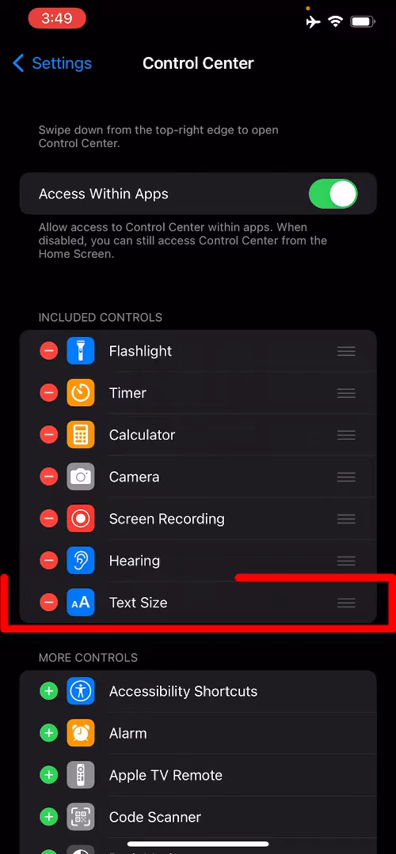 3:49
Settings
Control Center
Swipe down from the top-right edge to open
Control Center.
Access Within Apps
Allow access to Control Center within apps. When
disabled, you can still access Control Center from the
Home Screen.
INCLUDED CONTROLS
Flashlight
Timer
Calculator
Camera
Screen Recording
Hearing
AA Text Size
MORE CONTROLS
Accessibility Shortcuts
Alarm
Apple TV Remote
Code Scanner